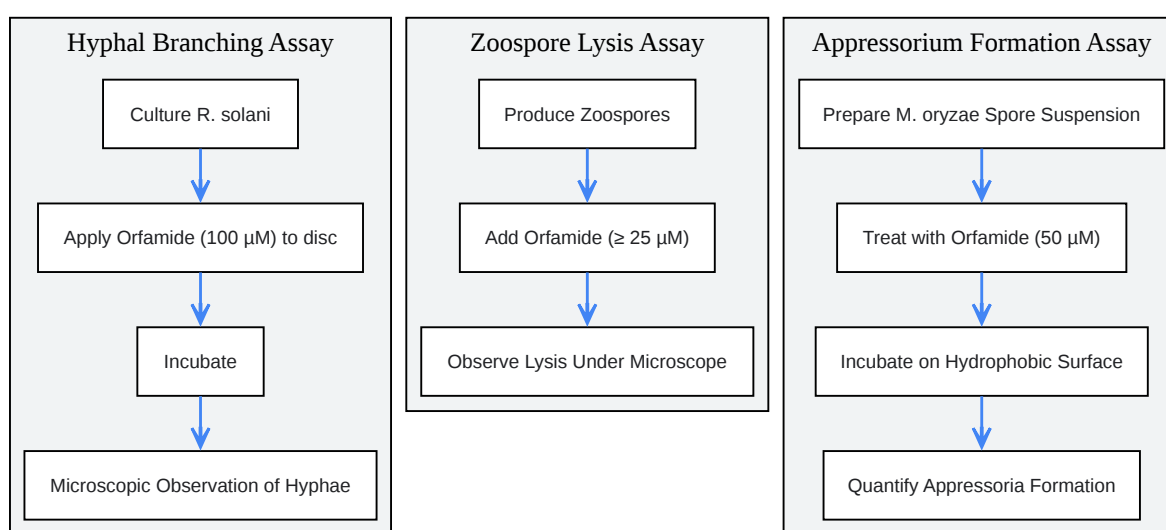 Hyphal Branching Assay
Culture R. solani
Apply Orfamide (100 µM) to disc
Incubate
Microscopic Observation of Hyphae
Zoospore Lysis Assay
Produce Zoospores
Add Orfamide (≥ 25 µM)
Observe Lysis Under Microscope
Appressorium Formation Assay
Prepare M. oryzae Spore Suspension
Treat with Orfamide (50 µM)
Incubate on Hydrophobic Surface
Quantify Appressoria Formation